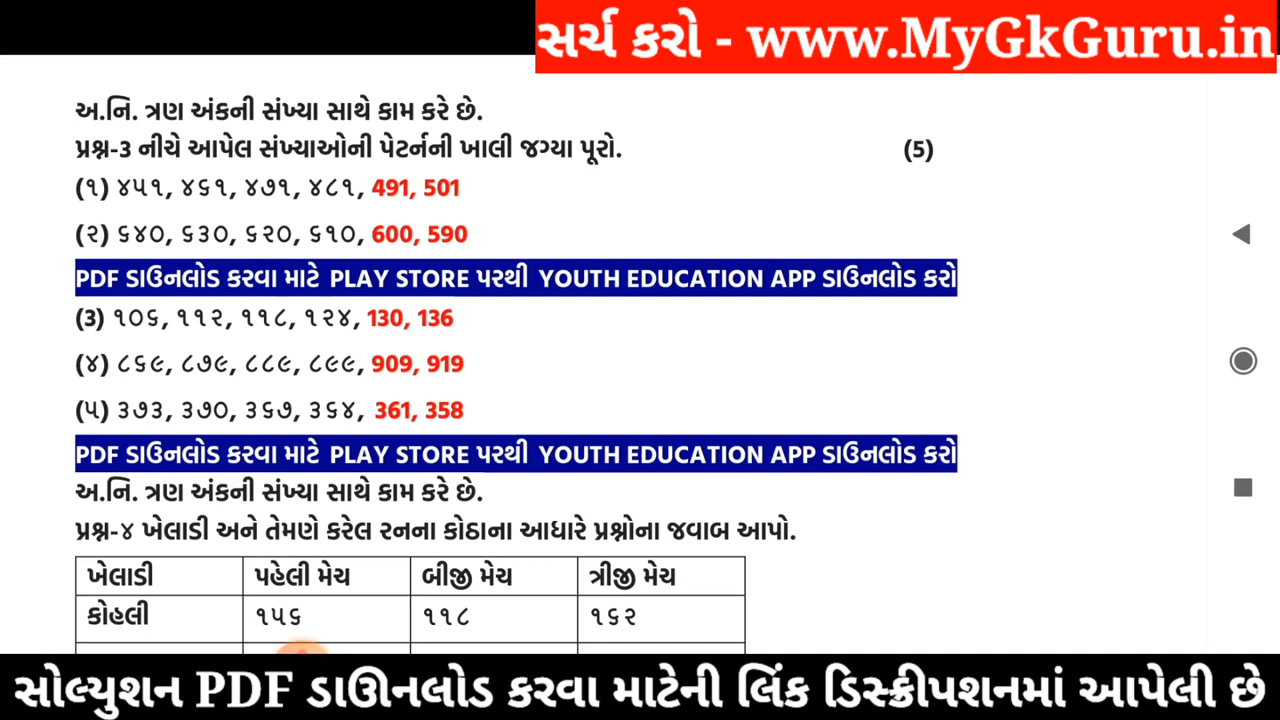 સર્ચ કરો - www.MyGkGuru.in
અ.નિ. ત્રણ અંકની સંખ્યા સાથે કામ કરે છે.
પ્રશ્ન-3 નીચે આપેલ સંખ્યાઓની પેટર્નની ખાલી જગ્યા પૂરો. (5)
(૧) ૪૫૧, ૪૬૧, ૪૭૧, ૪૮૧, 491, 501
(૨) ૬૪૦, ૬૩૦, ૬૨૦, ૬૧૦, 600, 590
PDF ડાઉનલોડ કરવા માટે PLAY STORE પરથી YOUTH EDUCATION APP ડાઉનલોડ કરો
(3) ૧૦૬, ૧૧૨, ૧૧૮, ૧૨૪, 130, 136
(૪) ૮૬૯, ૮૭૯, ૮૮૯, ૮૯૯, 909, 919
(૫) ૩૭૩, ૩૭૦, ૩૬૭, ૩૬૪, 361, 358
PDF ડાઉનલોડ કરવા માટે PLAY STORE પરથી YOUTH EDUCATION APP ડાઉનલોડ કરો
અ.નિ. ત્રણ અંકની સંખ્યા સાથે કામ કરે છે.
પ્રશ્ન-૪ ખેલાડી અને તેમણે કરેલ રનના કોઠાના આધારે પ્રશ્નોના જવાબ આપો.
ખેલાડી પહેલી મેચ બીજી મેચ ત્રીજી મેચ
કોહલી ૧૫૬ ૧૧૮ ૧૬૨
સોલ્યુશન PDF ડાઊનલોડ કરવા માટેની લિંક ડિસ્ક્રીપશનમાં આપેલી છે